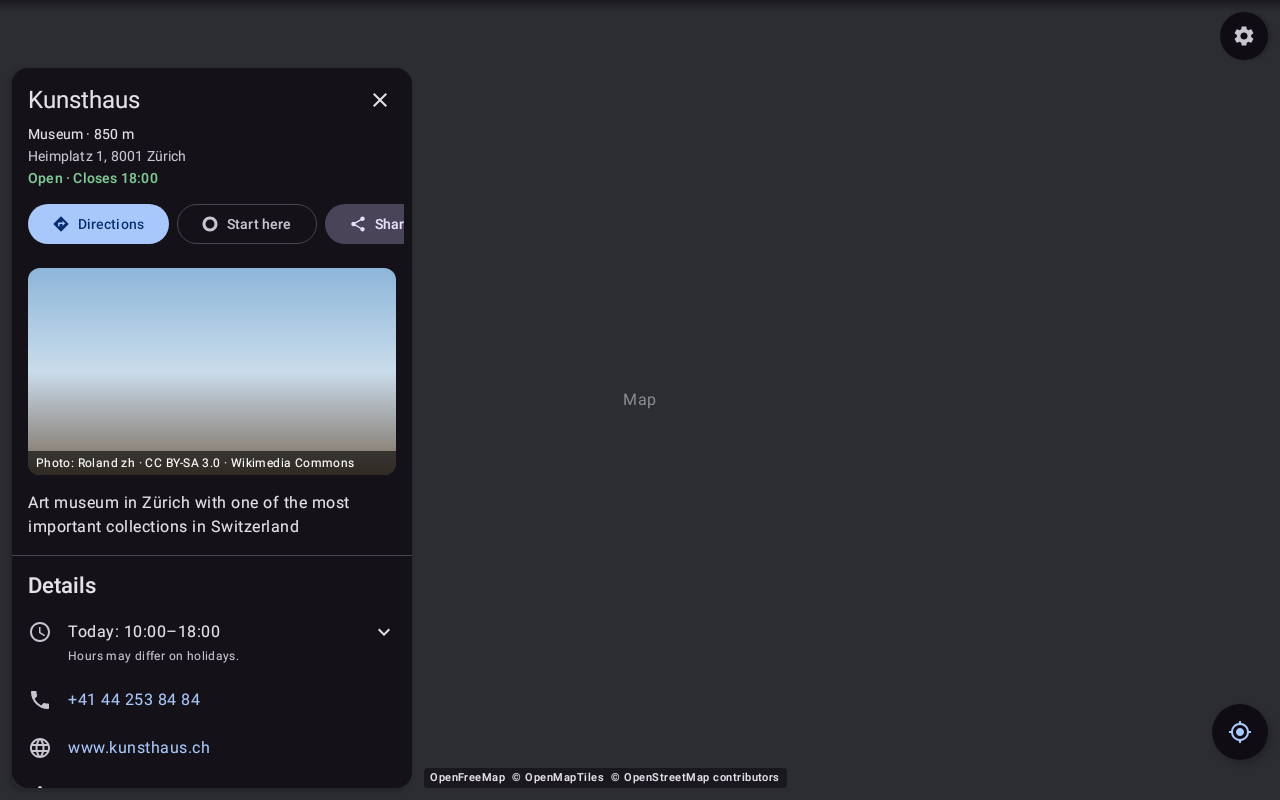 Kunsthaus
Museum · 850 m
Heimplatz 1, 8001 Zürich
Open · Closes 18:00
Directions
Start here
Shar
Photo: Roland zh · CC BY-SA 3.0 · Wikimedia Commons
Art museum in Zürich with one of the most
important collections in Switzerland
Details
Today: 10:00–18:00
Hours may differ on holidays.
+41 44 253 84 84
www.kunsthaus.ch
Map
OpenFreeMap © OpenMapTiles © OpenStreetMap contributors